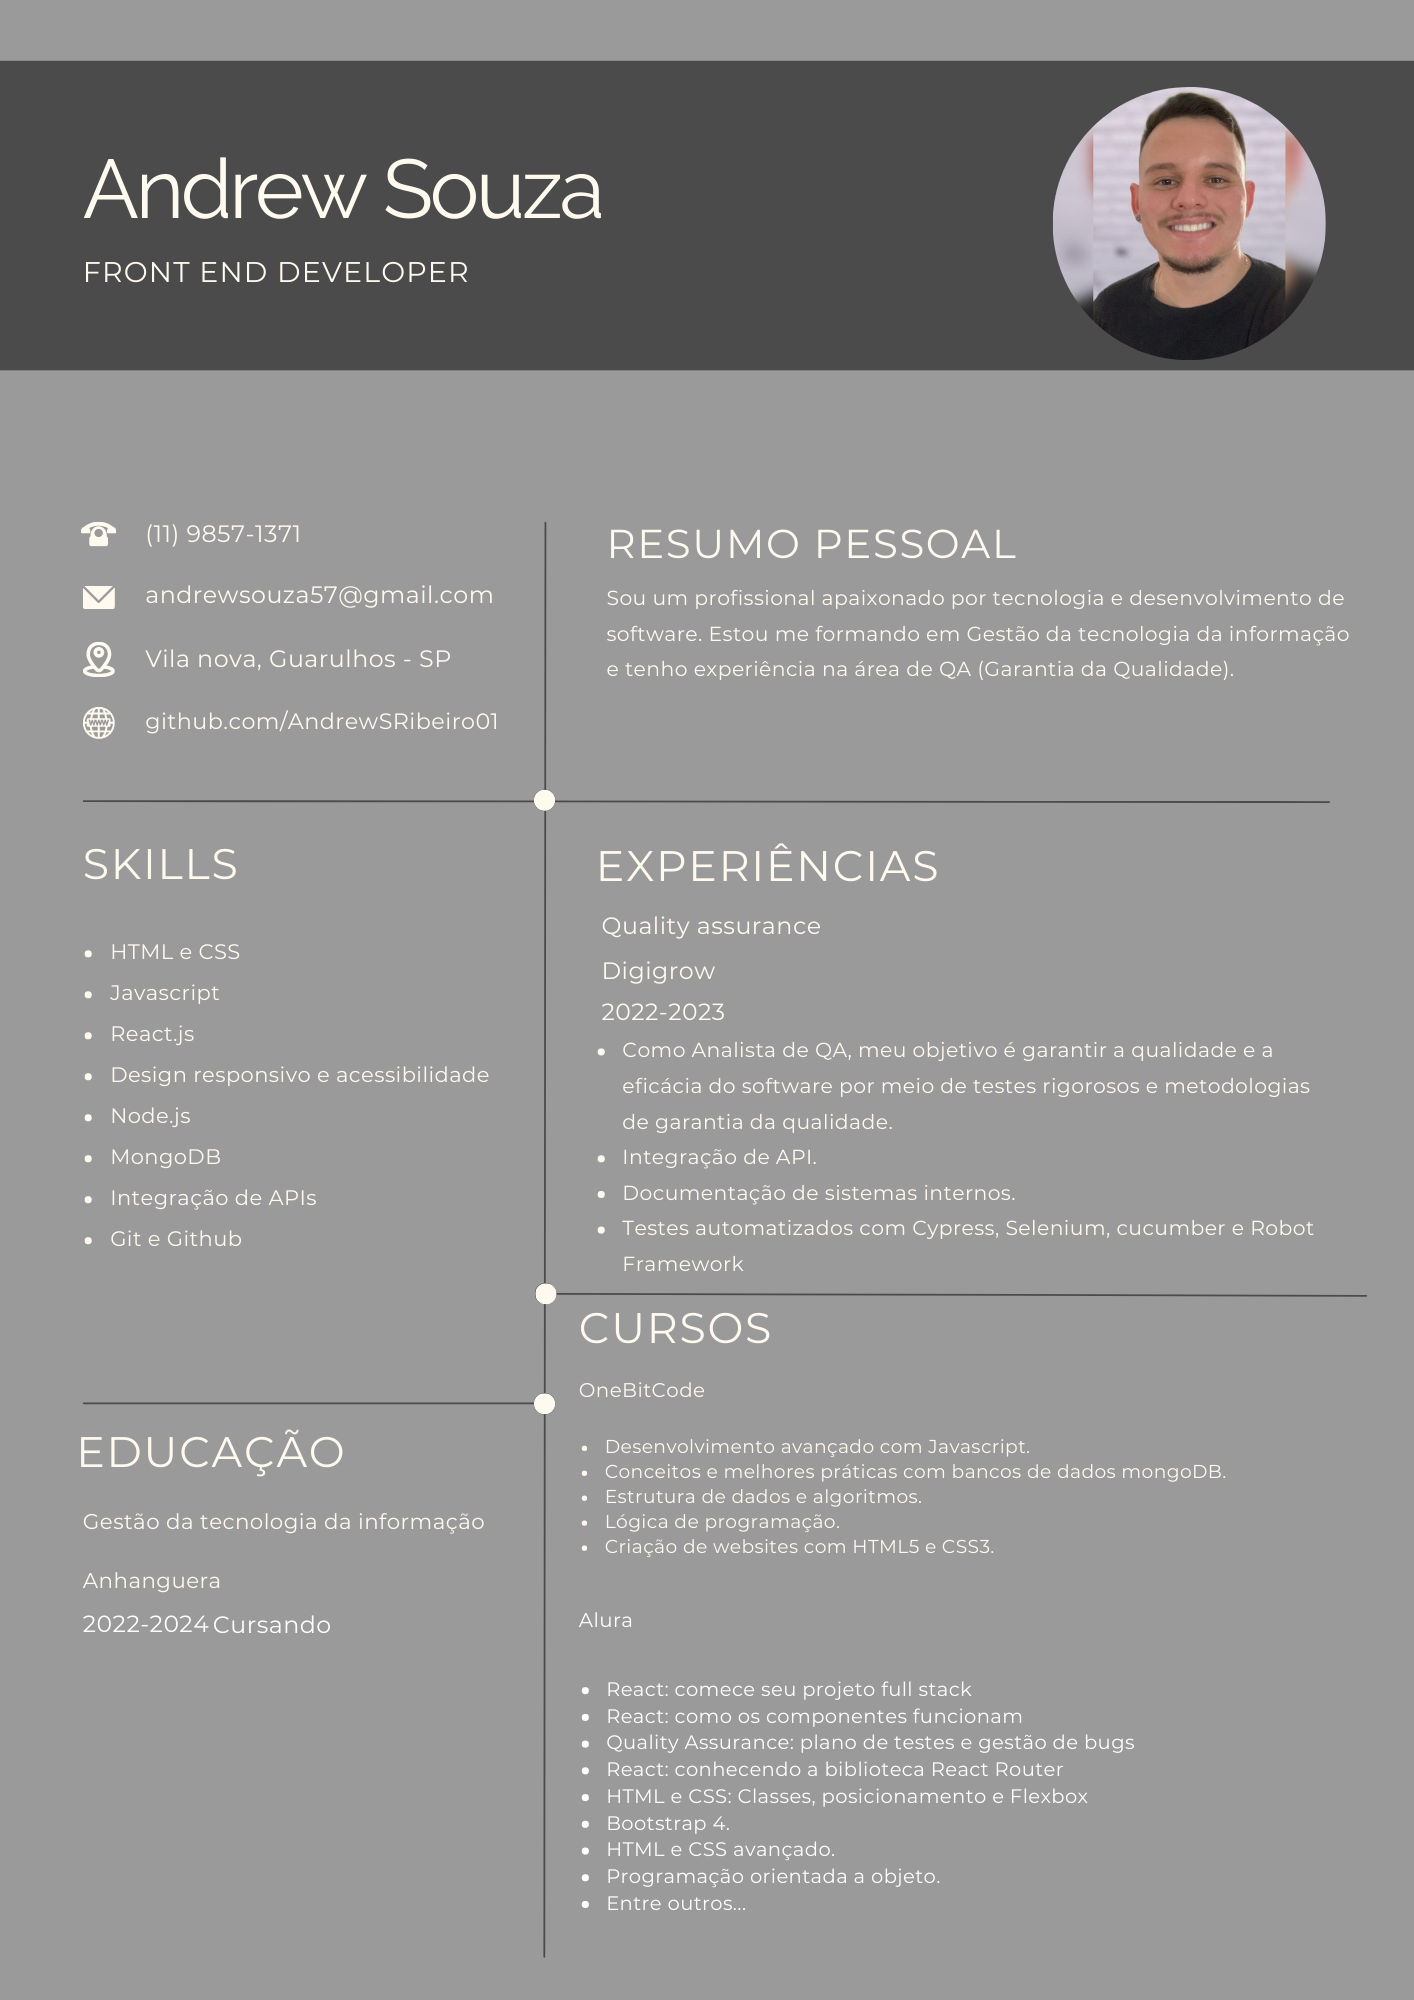 Andrew Souza
FRONT END DEVELOPER
(11) 9857-1371
andrewsouza57@gmail.com
Vila nova, Guarulhos - SP
github.com/AndrewSRibeiro01
RESUMO PESSOAL
Sou um profissional apaixonado por tecnologia e desenvolvimento de
software. Estou me formando em Gestão da tecnologia da informação
e tenho experiência na área de QA (Garantia da Qualidade).
SKILLS
HTML e CSS
Javascript
React.js
Design responsivo e acessibilidade
Node.js
MongoDB
Integração de APIs
Git e Github
EXPERIÊNCIAS
Quality assurance
Digigrow
2022-2023
Como Analista de QA, meu objetivo é garantir a qualidade e a
eficácia do software por meio de testes rigorosos e metodologias
de garantia da qualidade.
Integração de API.
Documentação de sistemas internos.
Testes automatizados com Cypress, Selenium, cucumber e Robot
Framework
EDUCAÇÃO
Gestão da tecnologia da informação
Anhanguera
2022-2024 Cursando
CURSOS
OneBitCode
Desenvolvimento avançado com Javascript.
Conceitos e melhores práticas com bancos de dados mongoDB.
Estrutura de dados e algoritmos.
Lógica de programação.
Criação de websites com HTML5 e CSS3.
Alura
React: comece seu projeto full stack
React: como os componentes funcionam
Quality Assurance: plano de testes e gestão de bugs
React: conhecendo a biblioteca React Router
HTML e CSS: Classes, posicionamento e Flexbox
Bootstrap 4.
HTML e CSS avançado.
Programação orientada a objeto.
Entre outros...